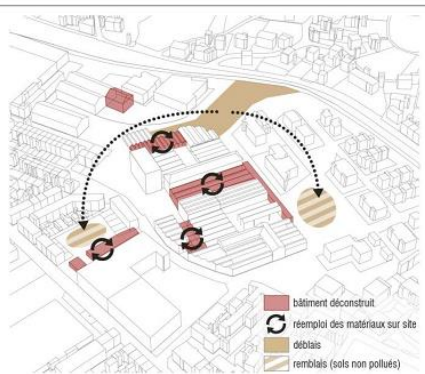 bâtiment déconstruit
réemploi des matériaux sur site
déblais
remblais (sols non pollués)